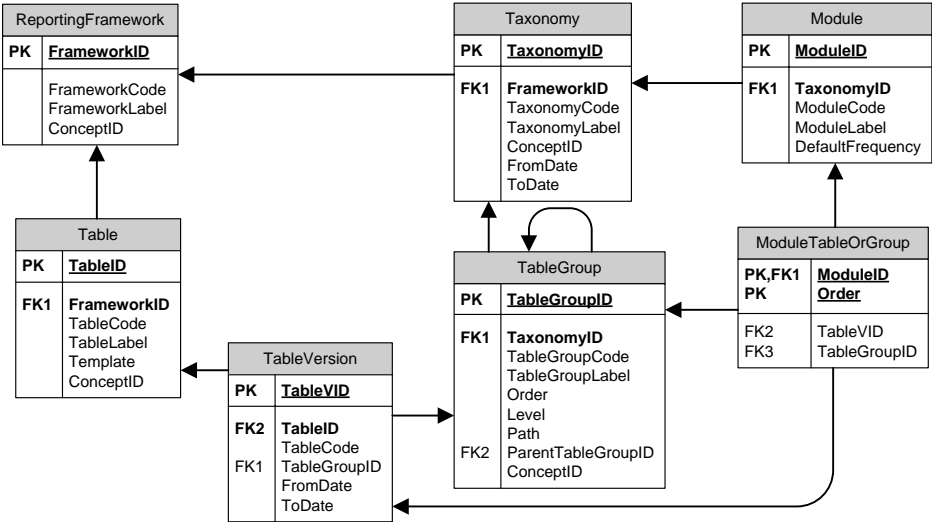 ReportingFramework
PK FrameworkID
FrameworkCode
FrameworkLabel
ConceptID
Taxonomy
PK TaxonomyID
FK1 FrameworkID
TaxonomyCode
TaxonomyLabel
ConceptID
FromDate
ToDate
Module
PK ModuleID
FK1 TaxonomyID
ModuleCode
ModuleLabel
DefaultFrequency
Table
PK TableID
FK1 FrameworkID
TableCode
TableLabel
Template
ConceptID
TableGroup
PK TableGroupID
FK1 TaxonomyID
TableGroupCode
TableGroupLabel
Order
Level
Path
FK2 ParentTableGroupID
ConceptID
ModuleTableOrGroup
PK,FK1 ModuleID
PK Order
FK2 TableVID
FK3 TableGroupID
TableVersion
PK TableVID
FK2 TableID
TableCode
FK1 TableGroupID
FromDate
ToDate